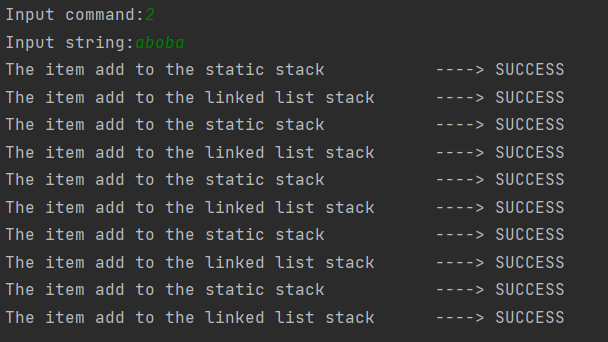 Input command:2
Input string:aboba
The item add to the static stack ----> SUCCESS
The item add to the linked list stack ----> SUCCESS
The item add to the static stack ----> SUCCESS
The item add to the linked list stack ----> SUCCESS
The item add to the static stack ----> SUCCESS
The item add to the linked list stack ----> SUCCESS
The item add to the static stack ----> SUCCESS
The item add to the linked list stack ----> SUCCESS
The item add to the static stack ----> SUCCESS
The item add to the linked list stack ----> SUCCESS